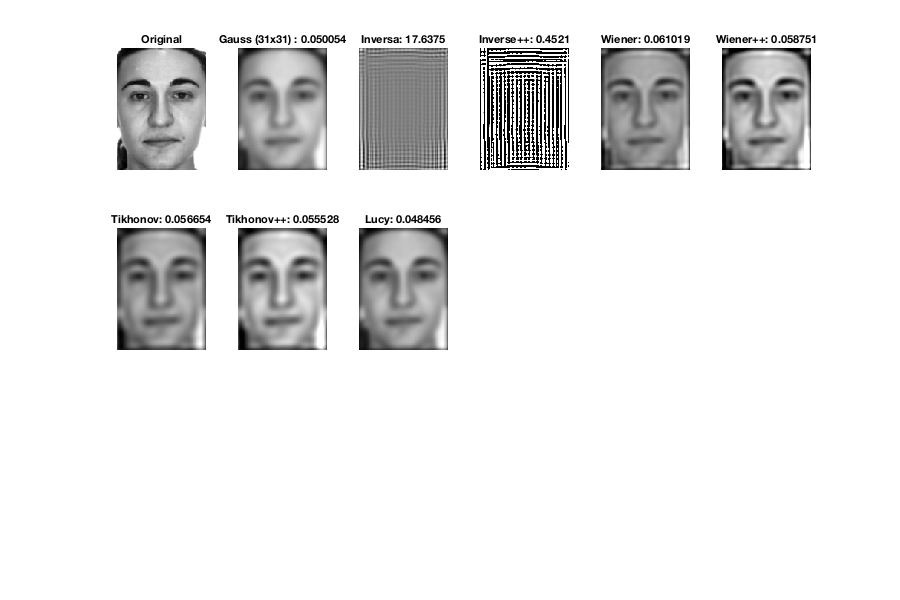 Original
Gauss (31x31) : 0.050054
Inversa: 17.6375
Inverse++: 0.4521
Wiener: 0.061019
Wiener++: 0.058751
Tikhonov: 0.056654
Tikhonov++: 0.055528
Lucy: 0.048456